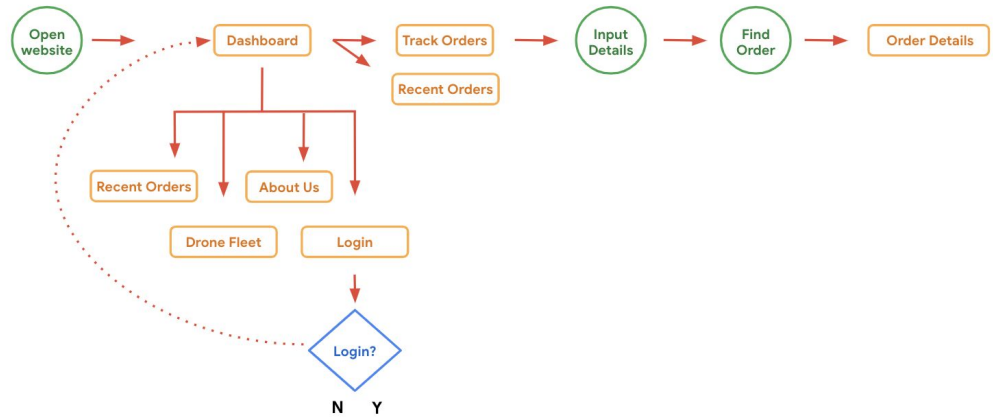 Open
website
Dashboard
Track Orders
Input
Details
Find
Order
Order Details
Recent Orders
Recent Orders
About Us
Drone Fleet
Login
Login?
N Y